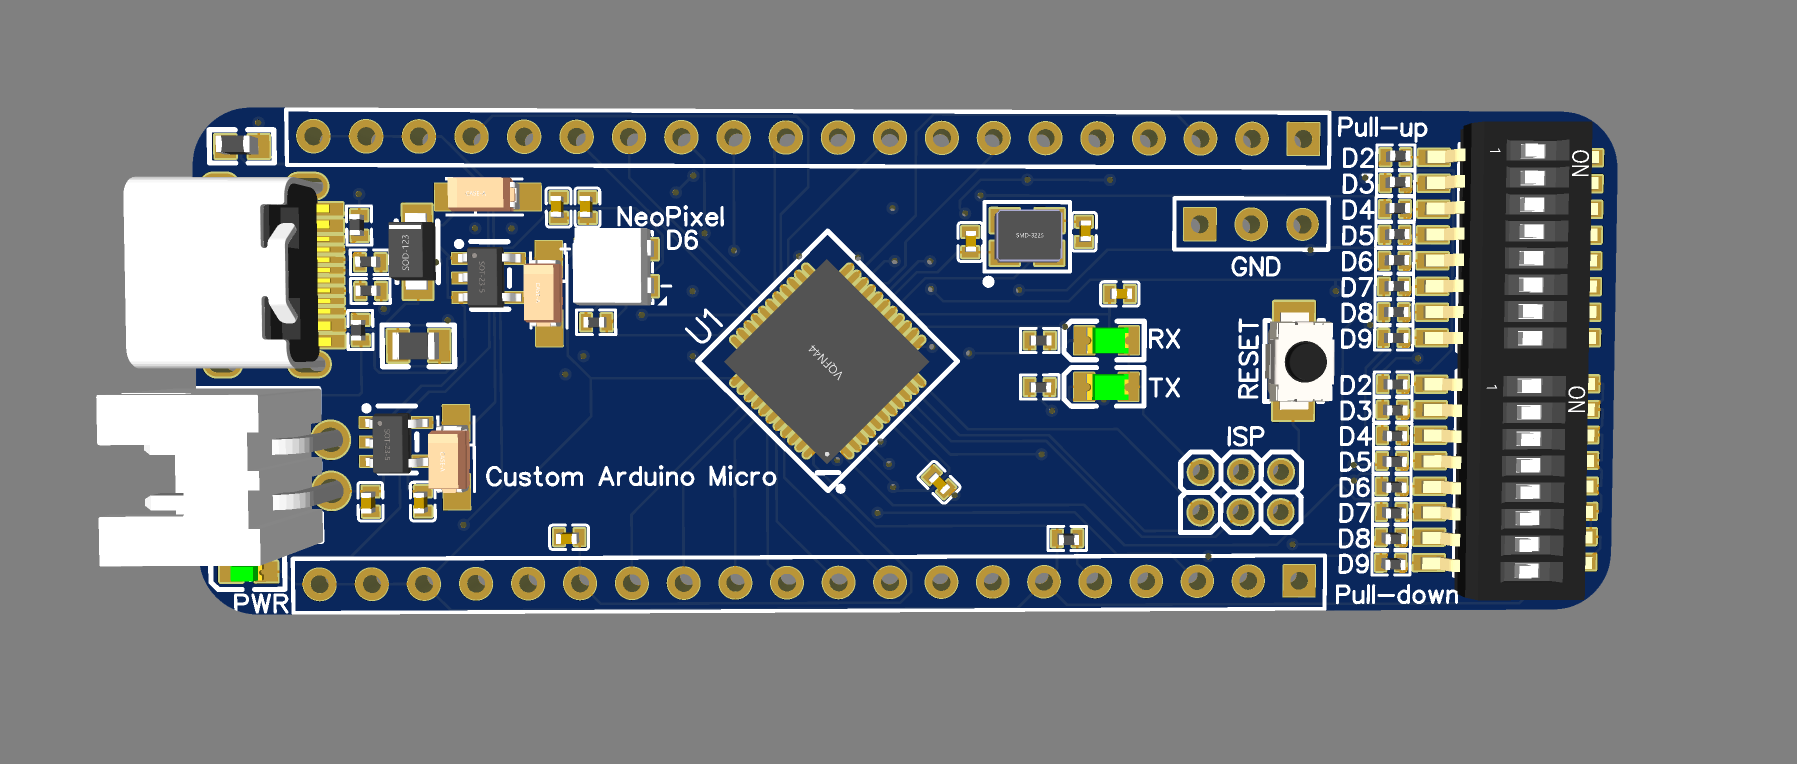 Pull-up
D2
D3
D4
D5
D6
D7
D8
D9
1
ON
NeoPixel
D6
GND
SOD-123
SOT-23-5
SMD-3225
U1
VQFN44
RX
TX
RESET
D2
D3
D4
D5
D6
D7
D8
D9
1
ON
ISP
SOT-23-5
Custom Arduino Micro
PWR
Pull-down